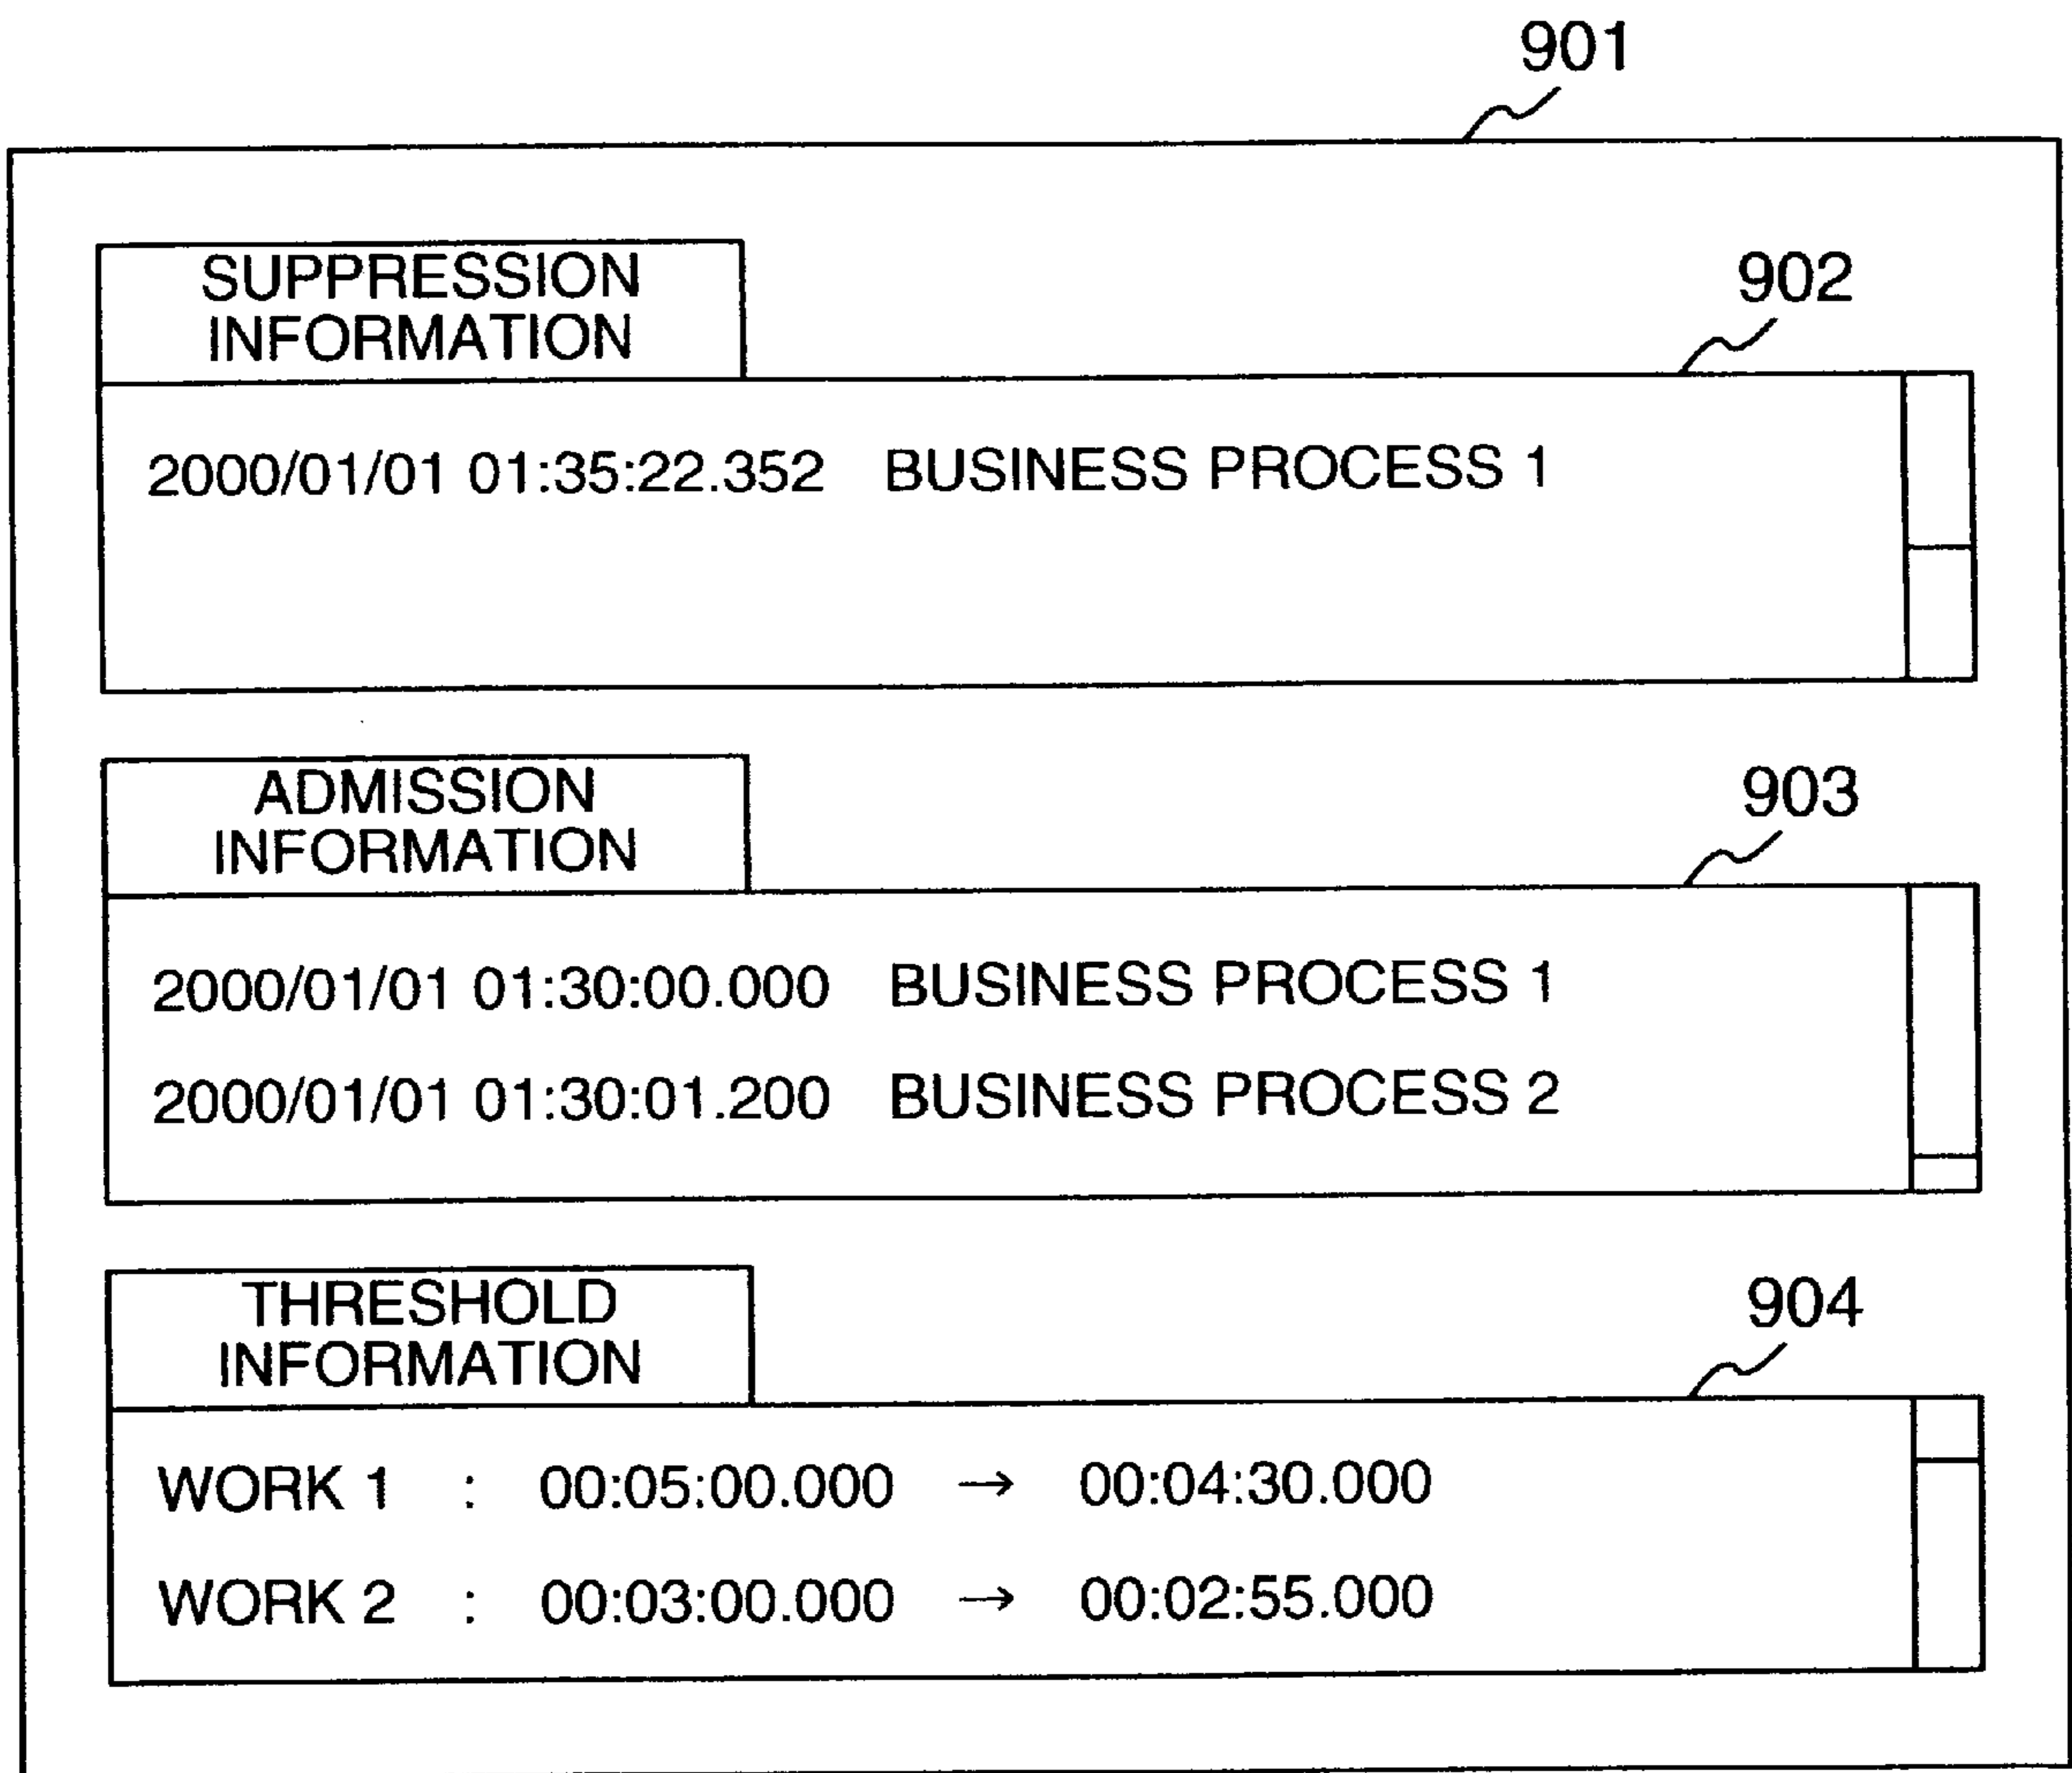 901
SUPPRESSION
INFORMATION
902
2000/01/01 01:35:22.352 BUSINESS PROCESS 1
ADMISSION
INFORMATION
903
2000/01/01 01:30:00.000 BUSINESS PROCESS 1
2000/01/01 01:30:01.200 BUSINESS PROCESS 2
THRESHOLD
INFORMATION
904
WORK 1 : 00:05:00.000 → 00:04:30.000
WORK 2 : 00:03:00.000 → 00:02:55.000